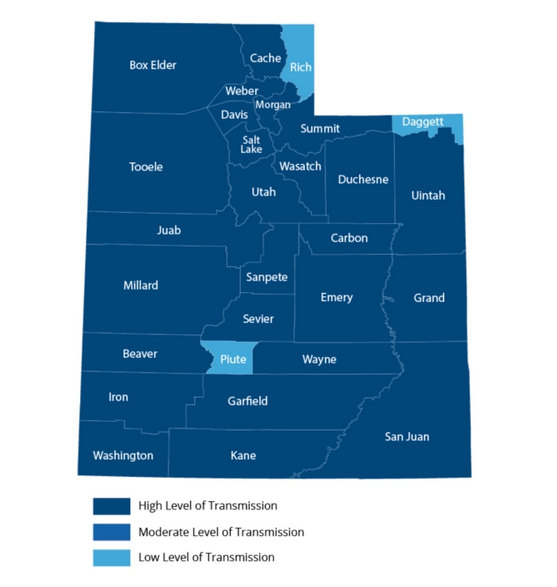 Box Elder
Cache
Rich
Weber
Morgan
Davis
Summit
Daggett
Salt
Lake
Tooele
Wasatch
Duchesne
Utah
Uintah
Juab
Carbon
Sanpete
Millard
Emery
Grand
Sevier
Beaver
Piute
Wayne
Iron
Garfield
San Juan
Washington
Kane
High Level of Transmission
Moderate Level of Transmission
Low Level of Transmission